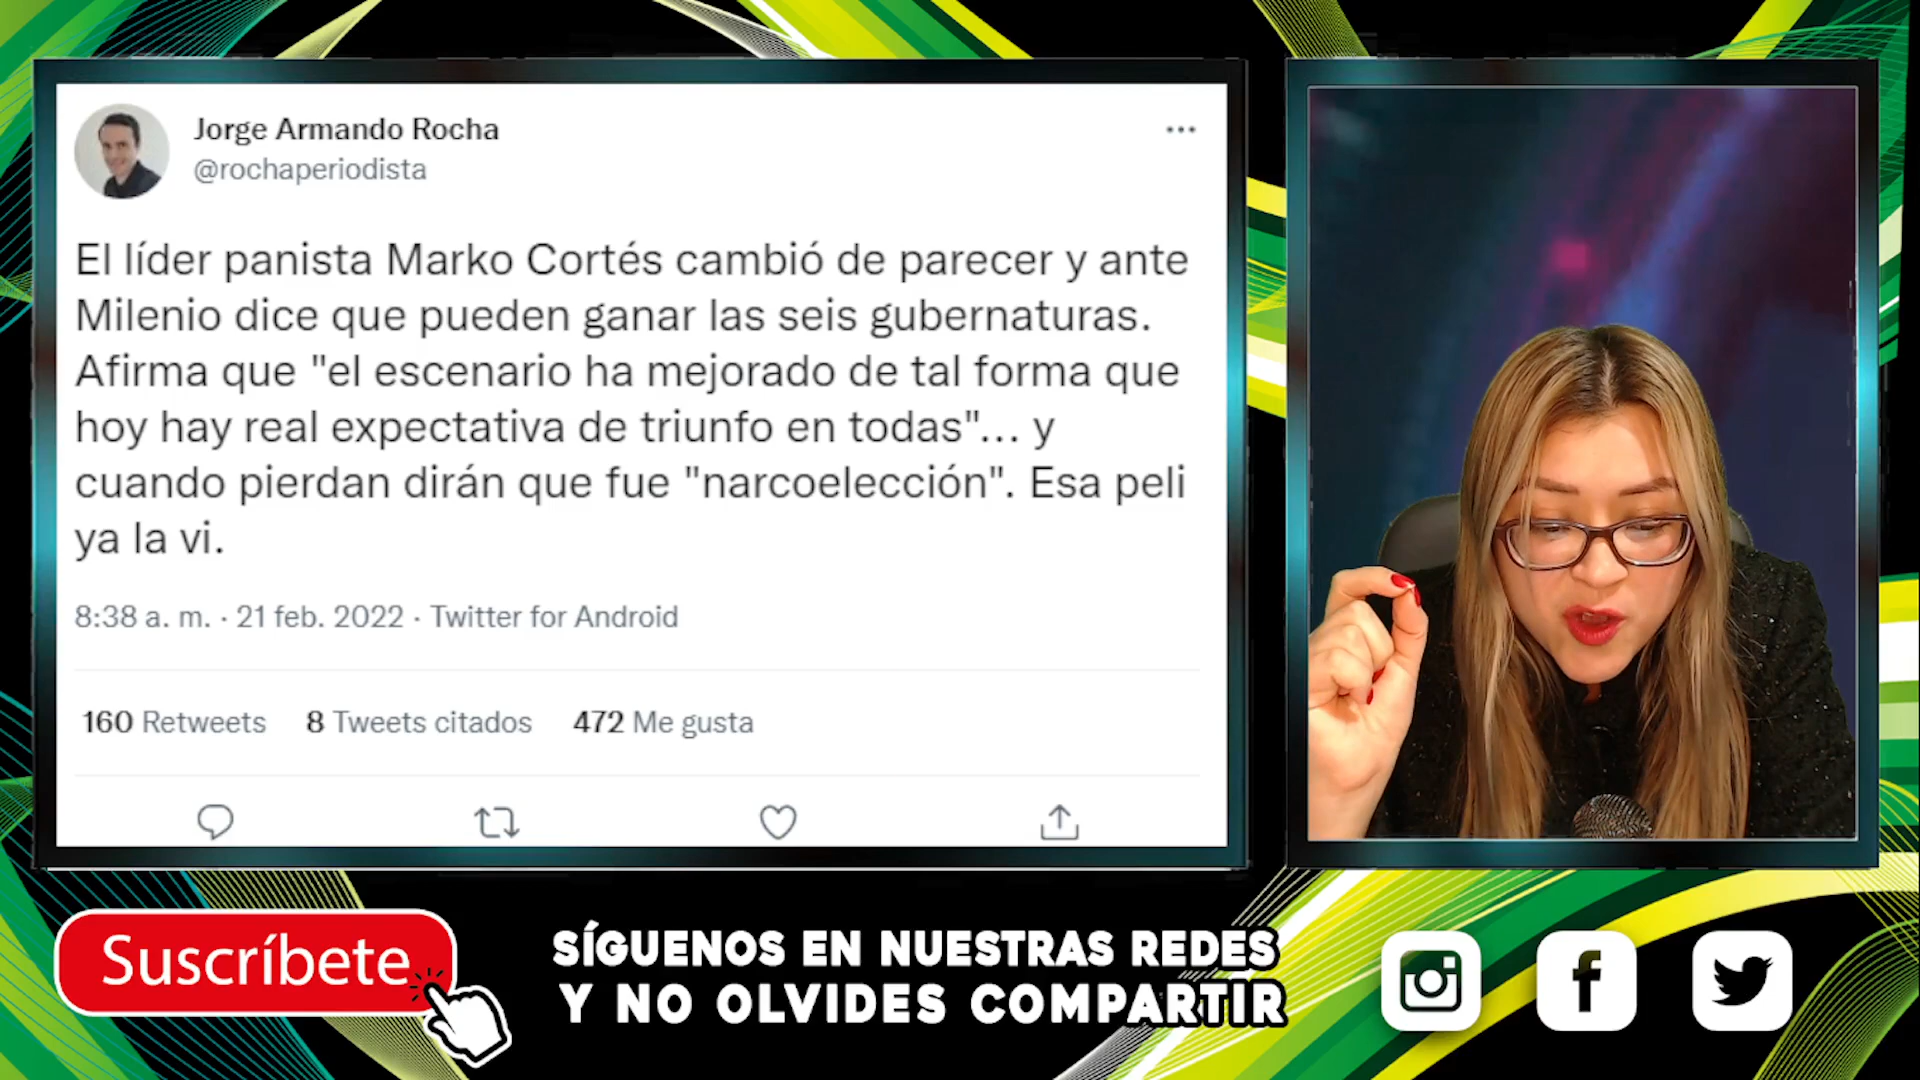 Jorge Armando Rocha
@rochaperiodista
El líder panista Marko Cortés cambió de parecer y ante
Milenio dice que pueden ganar las seis gubernaturas.
Afirma que "el escenario ha mejorado de tal forma que
hoy hay real expectativa de triunfo en todas"... y
cuando pierdan dirán que fue "narcoelección". Esa peli
ya la vi.
8:38 a. m. · 21 feb. 2022 · Twitter for Android
160 Retweets 8 Tweets citados 472 Me gusta
Suscríbete
SÍGUENOS EN NUESTRAS REDES
Y NO OLVIDES COMPARTIR